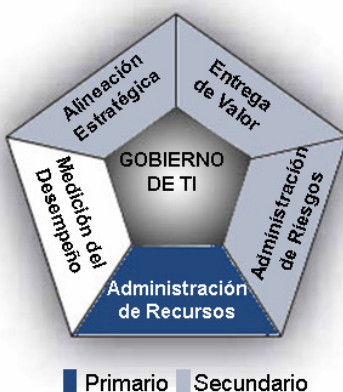 Alineación
Estratégica
Entrega
de Valor
GOBIERNO
DE TI
Medición del
Desempeño
Administración
de Riesgos
Administración
de Recursos
Primario
Secundario